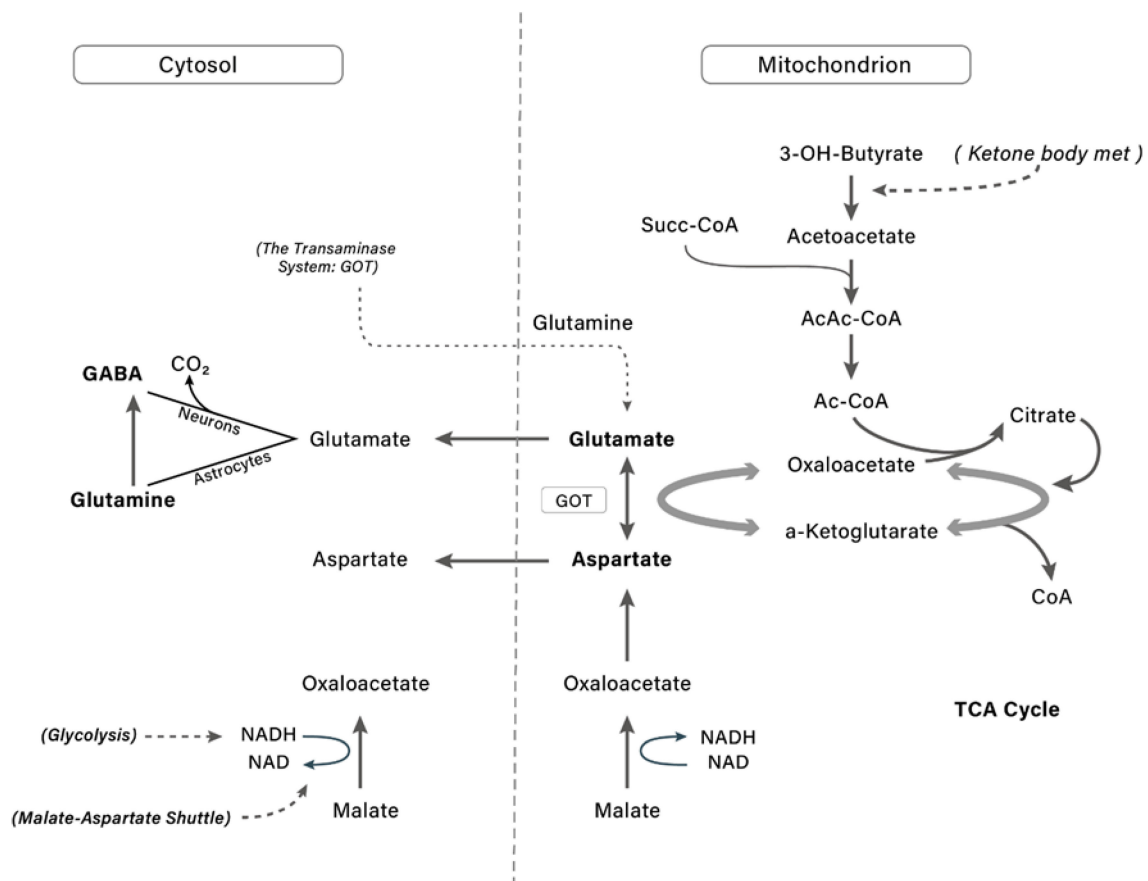 Cytosol
Mitochondrion
3-OH-Butyrate
( Ketone body met )
Succ-CoA
Acetoacetate
(The Transaminase
System: GOT)
Glutamine
AcAc-CoA
GABA
CO₂
Neurons
Ac-CoA
Citrate
Glutamate
Glutamate
Oxaloacetate
Astrocytes
Glutamine
GOT
a-Ketoglutarate
Aspartate
Aspartate
CoA
Oxaloacetate
Oxaloacetate
TCA Cycle
(Glycolysis)
NADH
NAD
NADH
NAD
(Malate-Aspartate Shuttle)
Malate
Malate